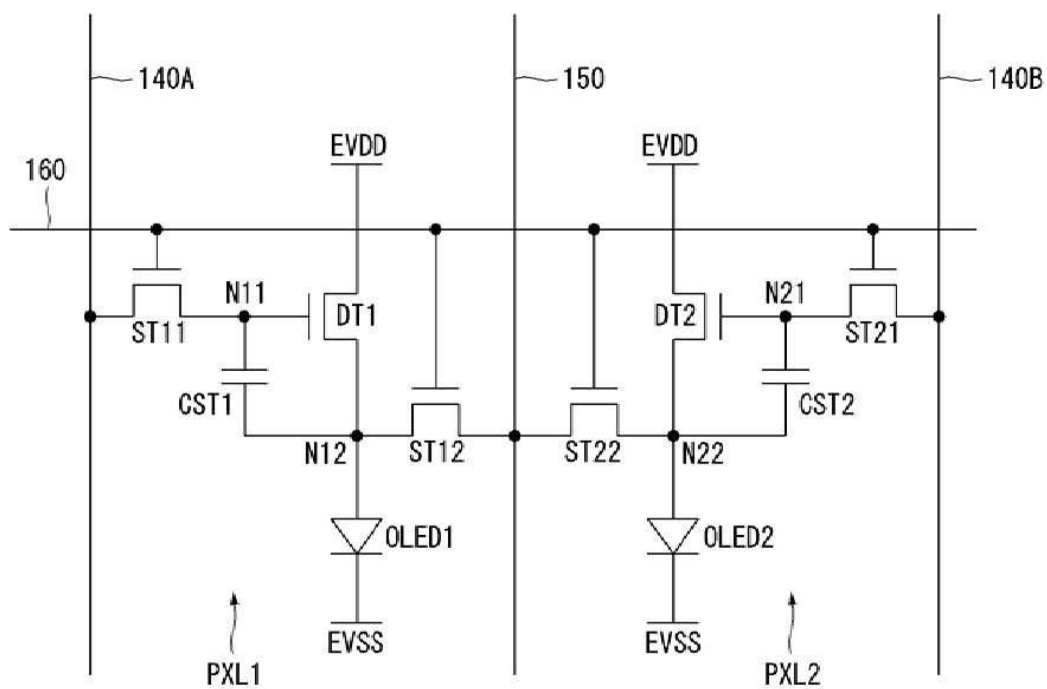 140A
150
140B
EVDD
EVDD
160
N11
DT1
DT2
N21
ST11
ST21
CST1
CST2
N12
ST12
ST22
N22
OLED1
OLED2
EVSS
EVSS
PXL1
PXL2